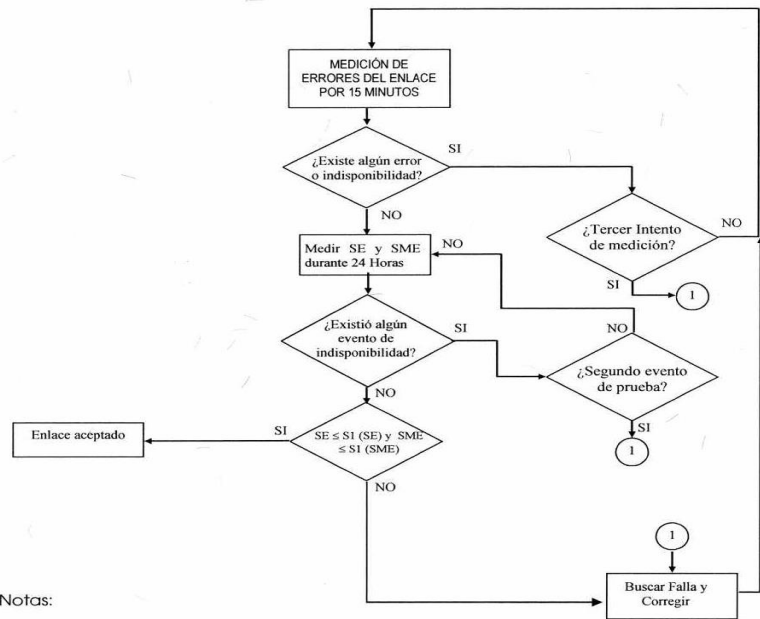 MEDICIÓN DE
ERRORES DEL ENLACE
POR 15 MINUTOS
¿Existe algún error
o indisponibilidad?
SI
NO
¿Tercer Intento
de medición?
NO
SI
1
Medir SE y SME
durante 24 Horas
NO
¿Existió algún
evento de
indisponibilidad?
SI
NO
NO
¿Segundo evento
de prueba?
SI
1
SE ≤ S1 (SE) y SME
≤ S1 (SME)
SI
Enlace aceptado
NO
1
Buscar Falla y
Corregir
Notas: